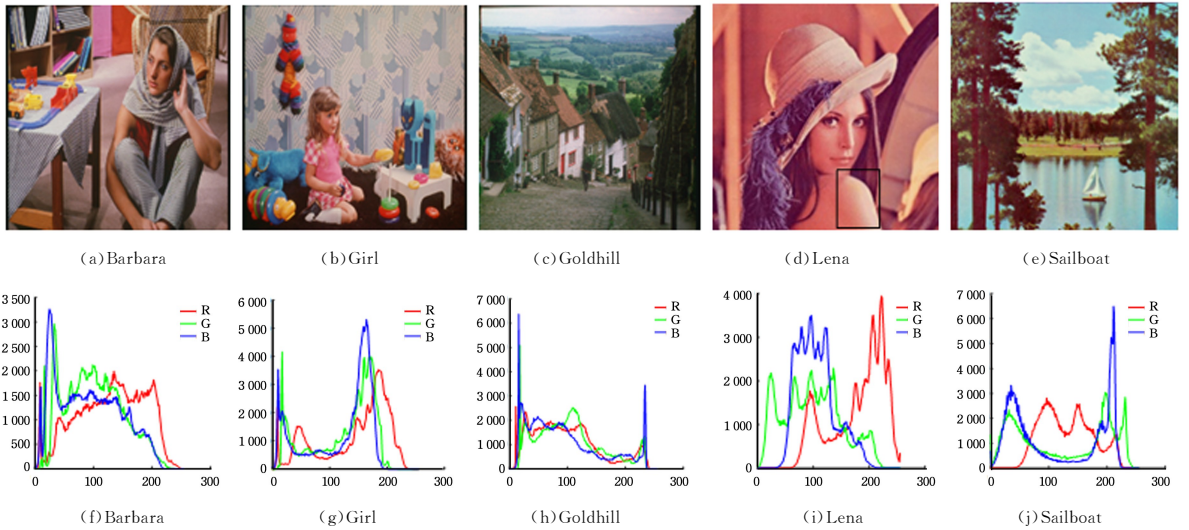 (a)Barbara
(b)Girl
(c)Goldhill
(d)Lena
(e)Sailboat
3 500
3 000
2 500
2 000
1 500
1 000
500
0
0 100 200 300
R
G
B
(f)Barbara
6 000
5 000
4 000
3 000
2 000
1 000
0
0 100 200 300
R
G
B
(g)Girl
7 000
6 000
5 000
4 000
3 000
2 000
1 000
0
0 100 200 300
R
G
B
(h)Goldhill
4 000
3 000
2 000
1 000
0
0 100 200 300
R
G
B
(i)Lena
7 000
6 000
5 000
4 000
3 000
2 000
1 000
0
0 100 200 300
R
G
B
(j)Sailboat